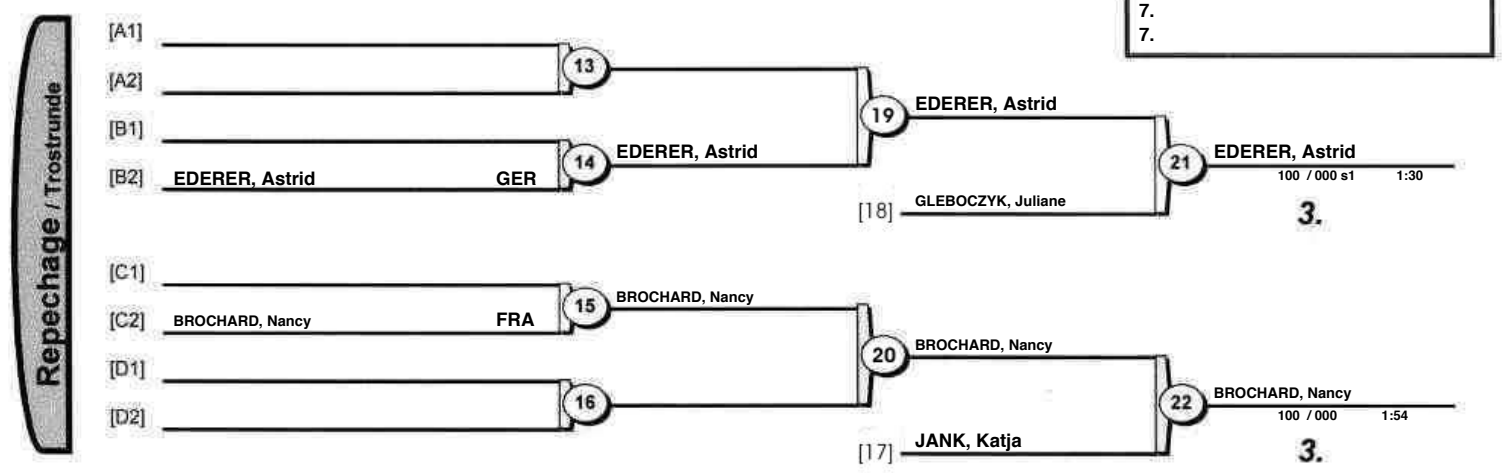 7.
7.
Repechage / Trostrunde
[A1]
13
[A2]
19 EDERER, Astrid
[B1]
14 EDERER, Astrid
21 EDERER, Astrid
[B2] EDERER, Astrid GER
100 / 000 s1 1:30
[18] GLEBOCZYK, Juliane
3.
[C1]
15 BROCHARD, Nancy
[C2] BROCHARD, Nancy FRA
20 BROCHARD, Nancy
[D1]
16
22 BROCHARD, Nancy
[D2]
100 / 000 1:54
[17] JANK, Katja
3.